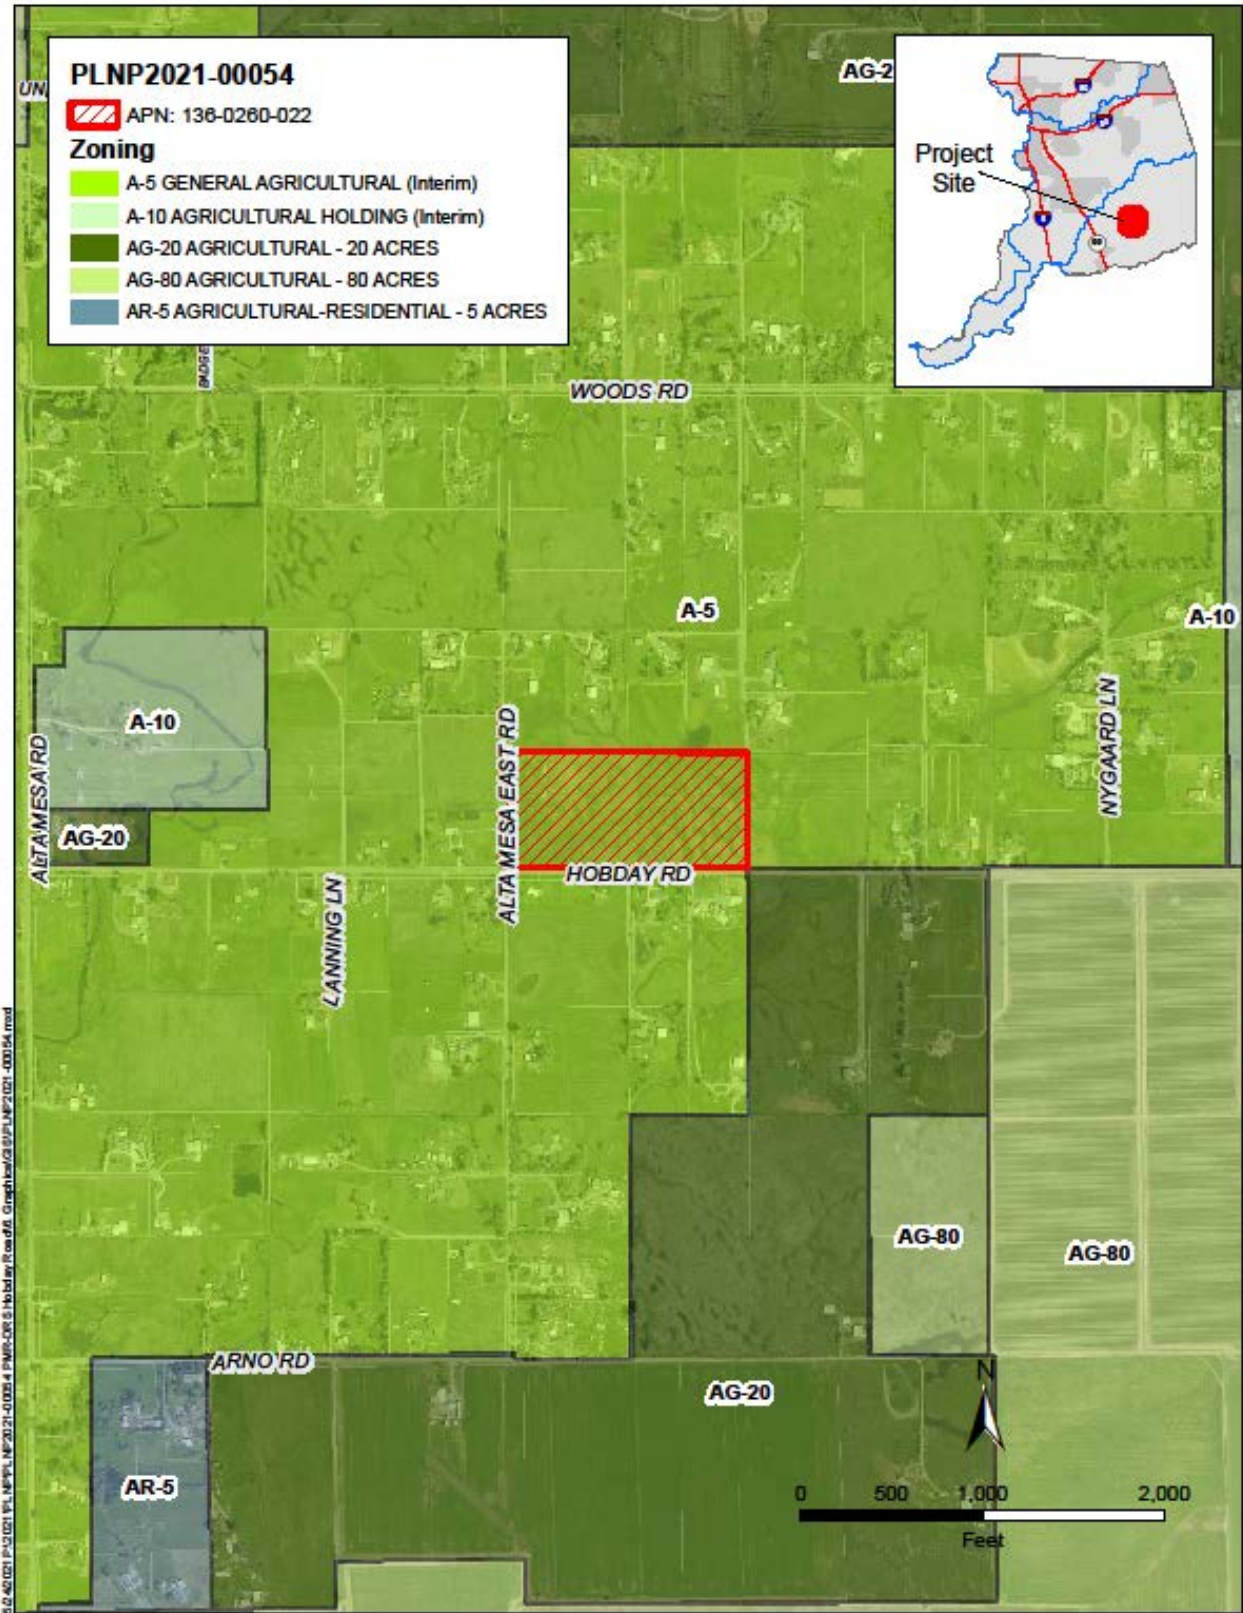 PLNP2021-00054
APN: 136-0260-022
Zoning
A-5 GENERAL AGRICULTURAL (Interim)
A-10 AGRICULTURAL HOLDING (Interim)
AG-20 AGRICULTURAL - 20 ACRES
AG-80 AGRICULTURAL - 80 ACRES
AR-5 AGRICULTURAL-RESIDENTIAL - 5 ACRES
AG-2
Project
Site
WOODS RD
A-5
A-10
A-10
ALTA MESA RD
AG-20
ALTA MESA EAST RD
NYGAARD LN
HOBDAY RD
LANNING LN
AG-80
AG-80
ARNO RD
AG-20
N
AR-5
0 500 1,000 2,000
Feet